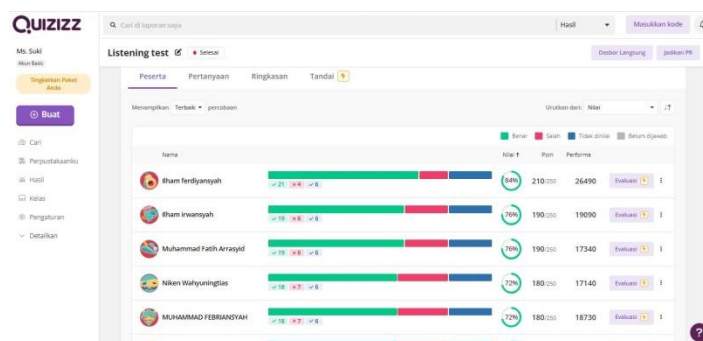 QUIZIZZ
Cari di laporan saya
Hasil
Masukkan kode
Ms. Suki
Akun Basic
Tingkatkan Paket
Anda
Buat
Cari
Perpustakaanku
Hasil
Kelas
Pengaturan
Detailkan
Listening test
Selesai
Dasbor Langsung
Jadikan PR
Peserta Pertanyaan Ringkasan Tandai
Menampilkan Terbaik percobaan
Urutkan dari: Nilai
Benar Salah Tidak dinilai Belum dijawab
Nama Nilai Poin Performa
Ilham ferdiyansyah 21 4 6 84% 210/250 26490 Evaluasi
Ilham irwansyah 19 6 6 76% 190/250 19090 Evaluasi
Muhammad Fatih Arrasyid 19 6 6 76% 190/250 17340 Evaluasi
Niken Wahyuningtias 18 7 6 72% 180/250 17140 Evaluasi
MUHAMMAD FEBRIANSYAH 18 7 6 72% 180/250 18730 Evaluasi